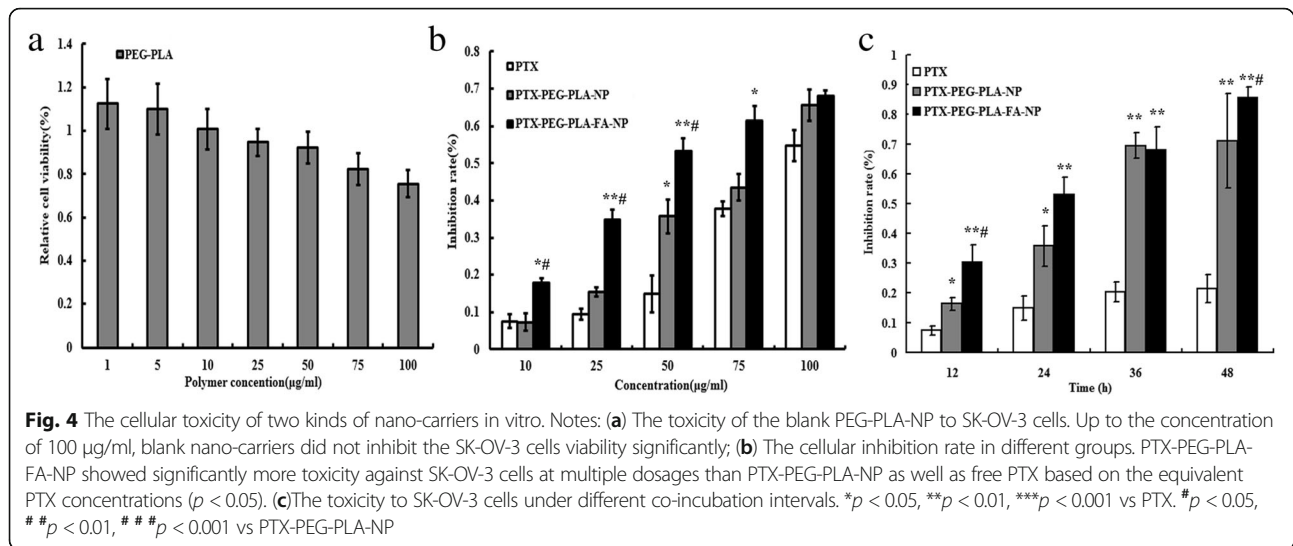 a
PEG-PLA
Relative cell viability(%)
1.4
1.2
1
0.8
0.6
0.4
0.2
0
1 5 10 25 50 75 100
Polymer concention(µg/ml)
b
PTX
PTX-PEG-PLA-NP
PTX-PEG-PLA-FA-NP
Inhibition rate(%)
0.8
0.7
0.6
0.5
0.4
0.3
0.2
0.1
0
*#
**#
*
**#
*
10 25 50 75 100
Concentration(µg/ml)
c
PTX
PTX-PEG-PLA-NP
PTX-PEG-PLA-FA-NP
Inhibition rate (%)
1
0.9
0.8
0.7
0.6
0.5
0.4
0.3
0.2
0.1
0
*
**#
*
**
**
**
**
**#
12 24 36 48
Time (h)
Fig. 4 The cellular toxicity of two kinds of nano-carriers in vitro. Notes: (a) The toxicity of the blank PEG-PLA-NP to SK-OV-3 cells. Up to the concentration
of 100 µg/ml, blank nano-carriers did not inhibit the SK-OV-3 cells viability significantly; (b) The cellular inhibition rate in different groups. PTX-PEG-PLA-
FA-NP showed significantly more toxicity against SK-OV-3 cells at multiple dosages than PTX-PEG-PLA-NP as well as free PTX based on the equivalent
PTX concentrations (p < 0.05). (c)The toxicity to SK-OV-3 cells under different co-incubation intervals. *p < 0.05, **p < 0.01, ***p < 0.001 vs PTX. #p < 0.05,
# #p < 0.01, # # #p < 0.001 vs PTX-PEG-PLA-NP